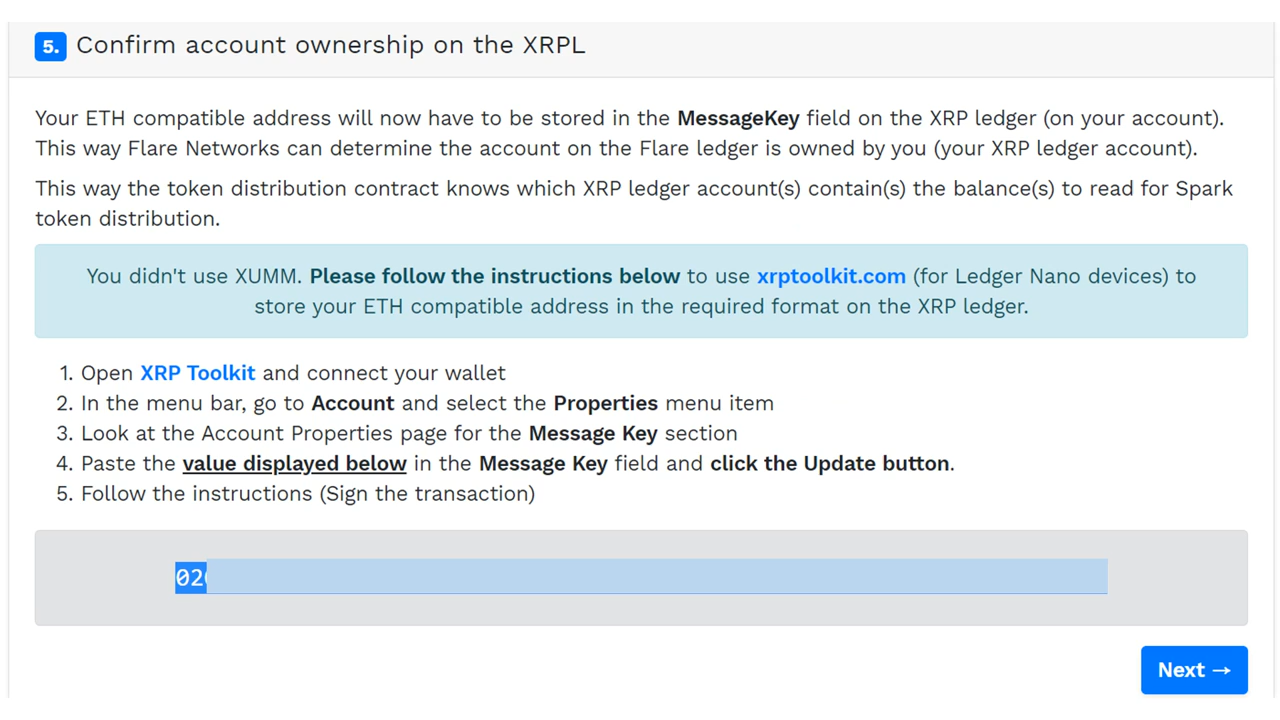 5. Confirm account ownership on the XRPL
Your ETH compatible address will now have to be stored in the MessageKey field on the XRP ledger (on your account).
This way Flare Networks can determine the account on the Flare ledger is owned by you (your XRP ledger account).
This way the token distribution contract knows which XRP ledger account(s) contain(s) the balance(s) to read for Spark
token distribution.
You didn't use XUMM. Please follow the instructions below to use xrptoolkit.com (for Ledger Nano devices) to
store your ETH compatible address in the required format on the XRP ledger.
1. Open XRP Toolkit and connect your wallet
2. In the menu bar, go to Account and select the Properties menu item
3. Look at the Account Properties page for the Message Key section
4. Paste the value displayed below in the Message Key field and click the Update button.
5. Follow the instructions (Sign the transaction)
02
Next →